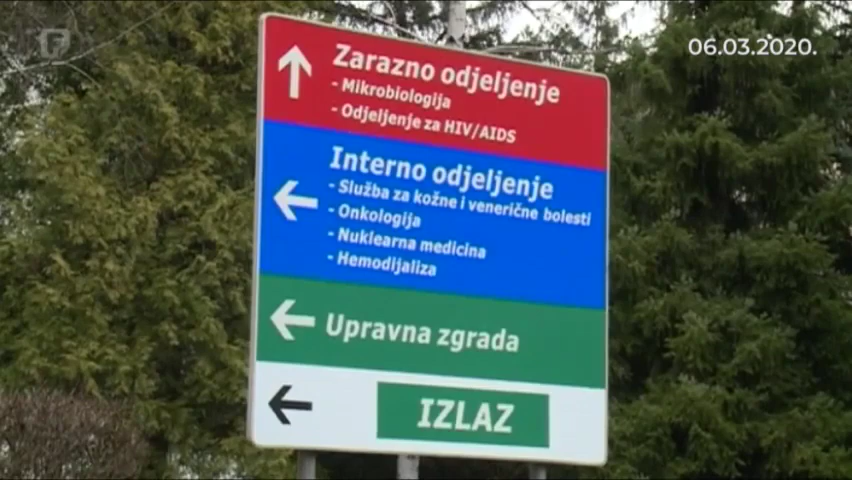 06.03.2020.
Zarazno odjeljenje
- Mikrobiologija
- Odjeljenje za HIV/AIDS
Interno odjeljenje
- Služba za kožne i venerične bolesti
- Onkologija
- Nuklearna medicina
- Hemodijaliza
Upravna zgrada
IZLAZ